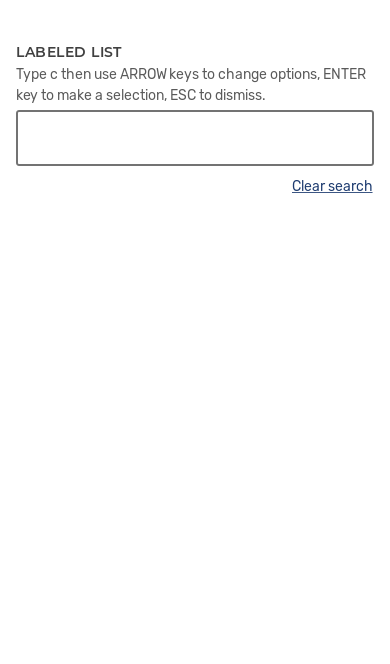 LABELED LIST
Type c then use ARROW keys to change options, ENTER
key to make a selection, ESC to dismiss.
Clear search